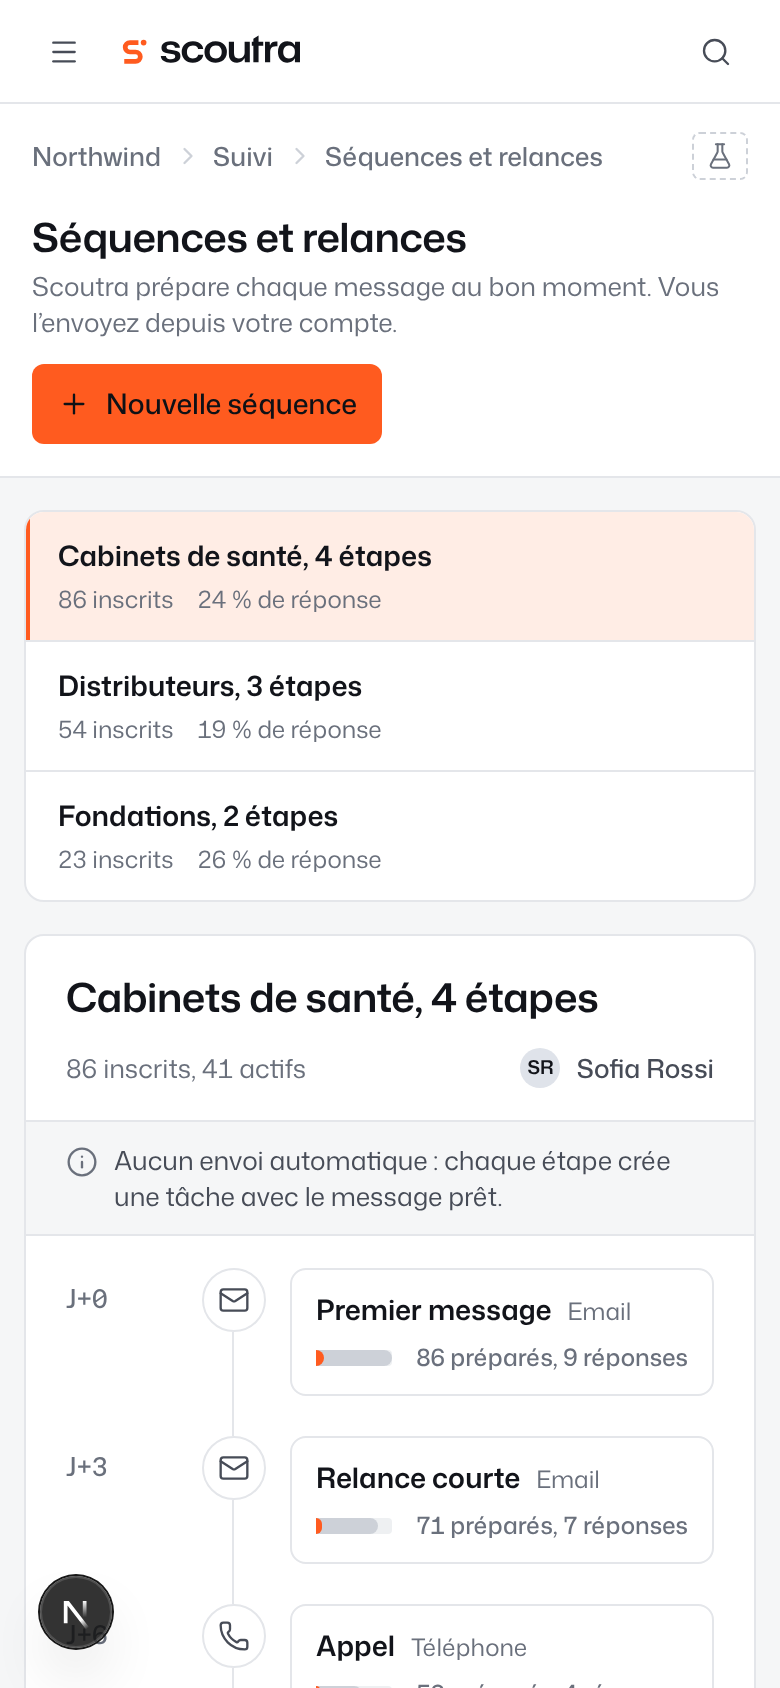 scoutra
Northwind > Suivi > Séquences et relances
Séquences et relances
Scoutra prépare chaque message au bon moment. Vous
l’envoyez depuis votre compte.
+ Nouvelle séquence
Cabinets de santé, 4 étapes
86 inscrits 24 % de réponse
Distributeurs, 3 étapes
54 inscrits 19 % de réponse
Fondations, 2 étapes
23 inscrits 26 % de réponse
Cabinets de santé, 4 étapes
86 inscrits, 41 actifs SR Sofia Rossi
Aucun envoi automatique : chaque étape crée
une tâche avec le message prêt.
J+0 Premier message Email
86 préparés, 9 réponses
J+3 Relance courte Email
71 préparés, 7 réponses
N
J+6 Appel Téléphone